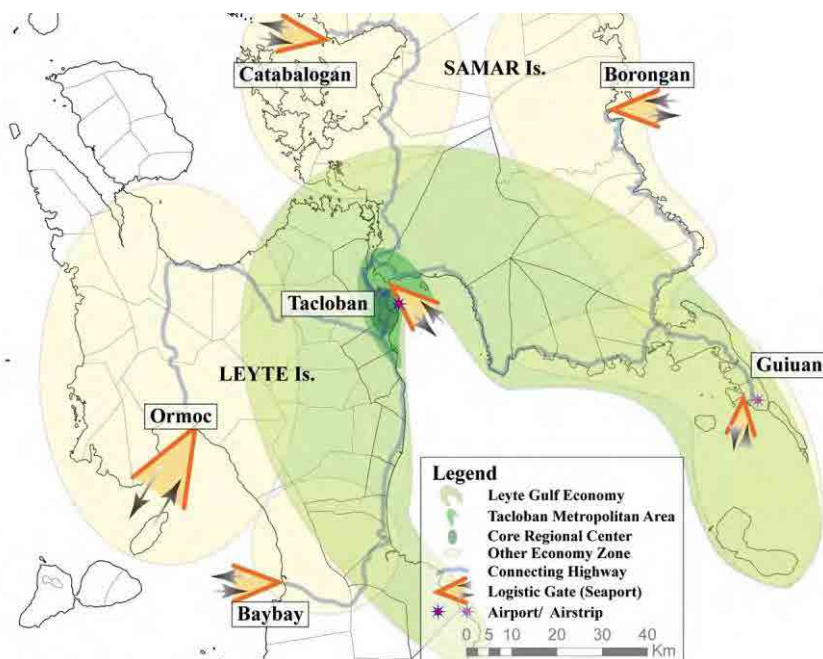 Catabalogan
SAMAR Is.
Borongan
Tacloban
LEYTE Is.
Guiuan
Ormoc
Baybay
Legend
Leyte Gulf Economy
Tacloban Metropolitan Area
Core Regional Center
Other Economy Zone
Connecting Highway
Logistic Gate (Seaport)
Airport/ Airstrip
0 5 10 20 30 40
Km